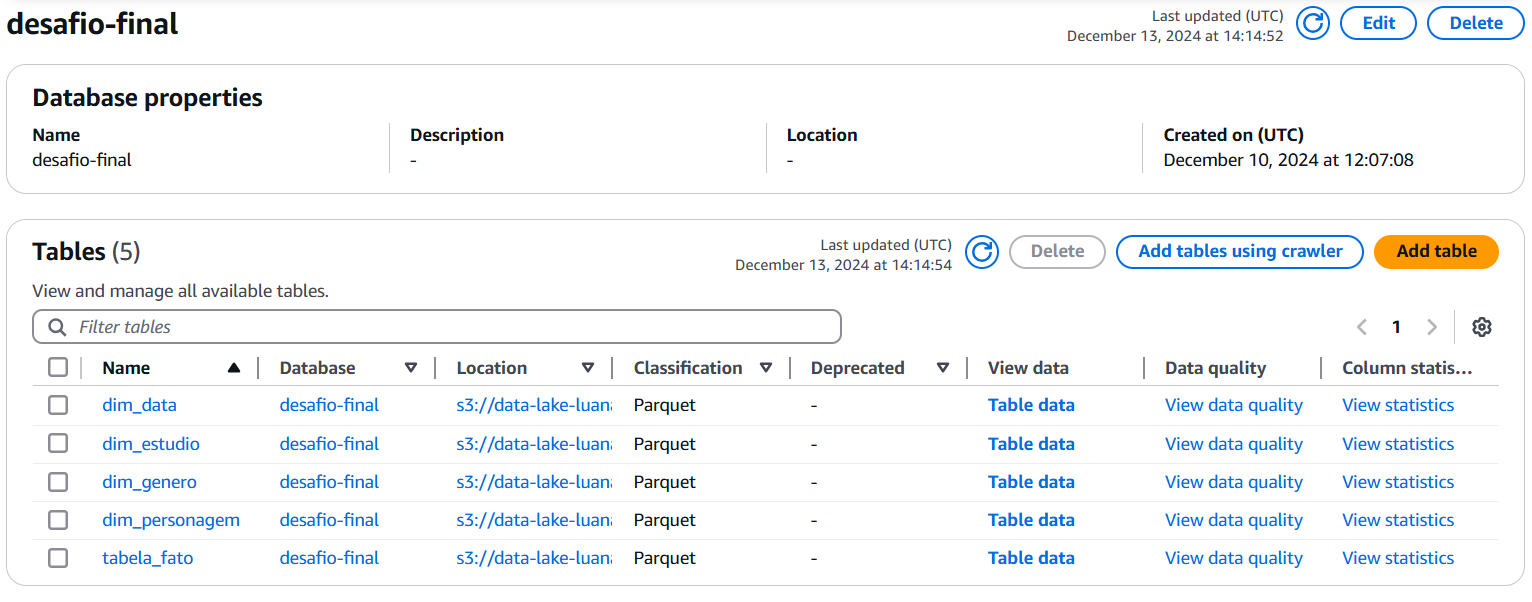 desafio-final
Last updated (UTC)
December 13, 2024 at 14:14:52
Edit
Delete
Database properties
Name
desafio-final
Description
-
Location
-
Created on (UTC)
December 10, 2024 at 12:07:08
Tables (5)
Last updated (UTC)
December 13, 2024 at 14:14:54
Delete
Add tables using crawler
Add table
View and manage all available tables.
Filter tables
1
Name Database Location Classification Deprecated View data Data quality Column statis...
dim_data desafio-final s3://data-lake-luan Parquet - Table data View data quality View statistics
dim_estudio desafio-final s3://data-lake-luan Parquet - Table data View data quality View statistics
dim_genero desafio-final s3://data-lake-luan Parquet - Table data View data quality View statistics
dim_personagem desafio-final s3://data-lake-luan Parquet - Table data View data quality View statistics
tabela_fato desafio-final s3://data-lake-luan Parquet - Table data View data quality View statistics